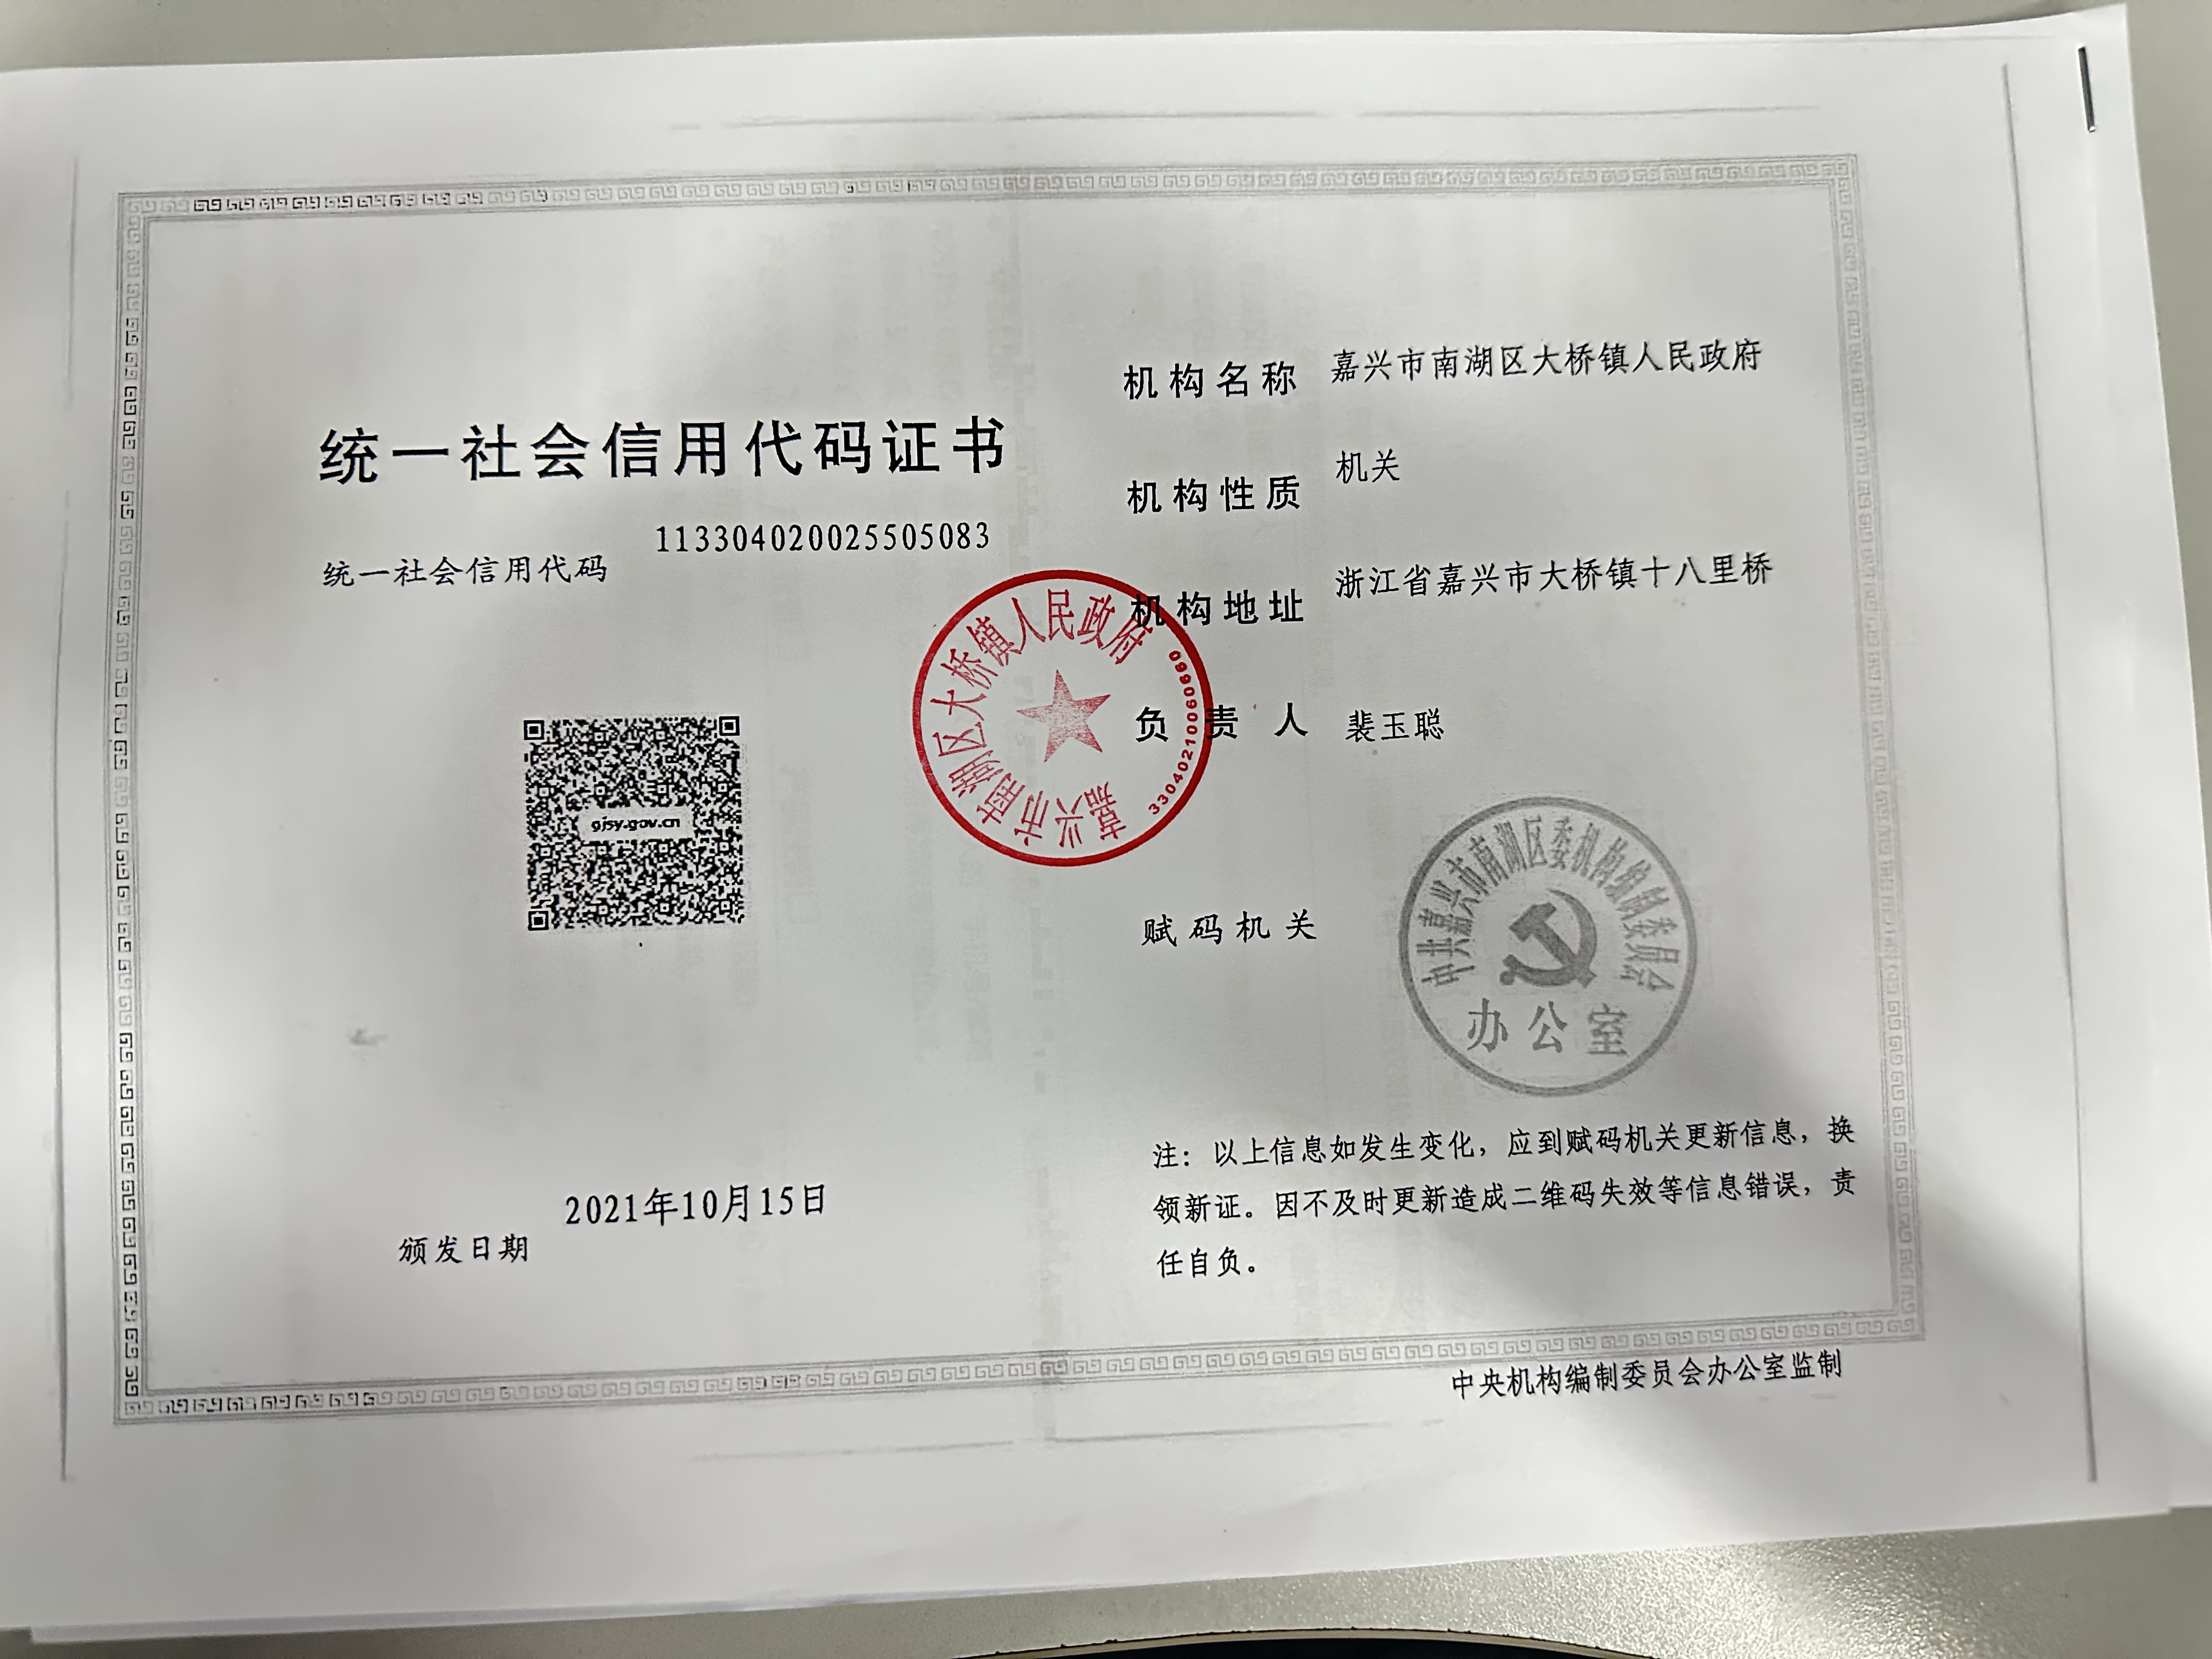 统一社会信用代码证书
统一社会信用代码 113304020025505083
gjsy.gov.cn
颁发日期 2021年10月15日
机构名称 嘉兴市南湖区大桥镇人民政府
机构性质 机关
机构地址 浙江省嘉兴市大桥镇十八里桥
负责人 裴玉聪
嘉兴市南湖区大桥镇人民政府
3304021006090960
赋码机关
中共嘉兴市南湖区委机构编制委员会
办公室
注：以上信息如发生变化，应到赋码机关更新信息，换
领新证。因不及时更新造成二维码失效等信息错误，责
任自负。
中央机构编制委员会办公室监制